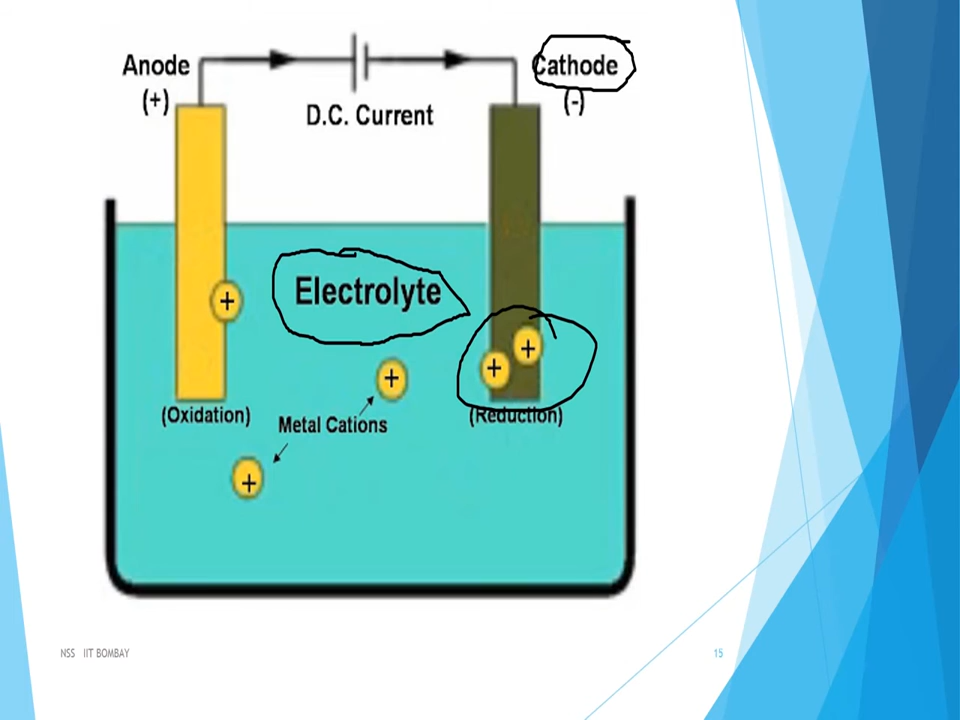 Anode
(+)
D.C. Current
Cathode
(-)
Electrolyte
+
+
+
+
+
(Oxidation)
Metal Cations
(Reduction)
NSS IIT BOMBAY
15